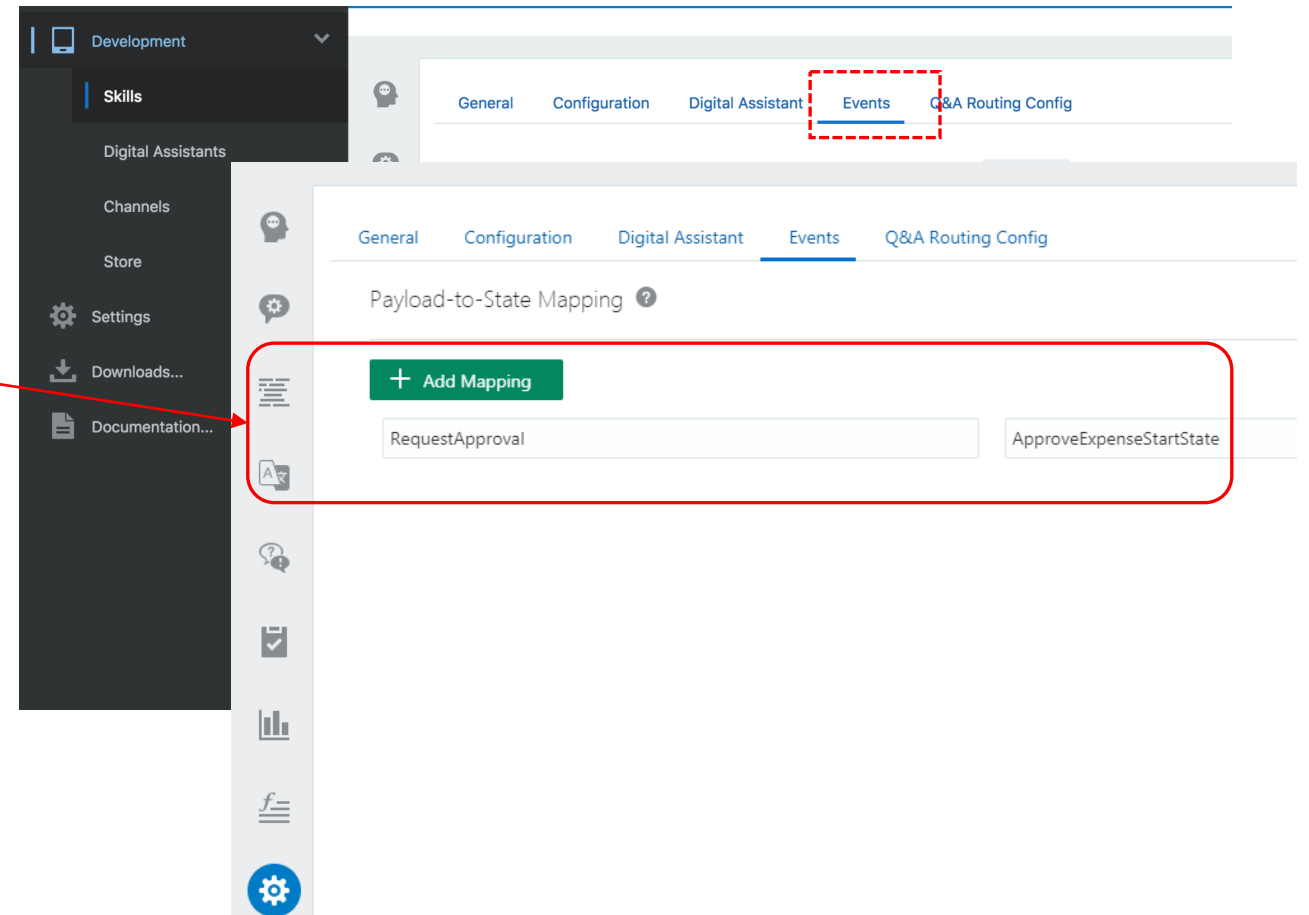 Development
Skills
Digital Assistants
Channels
Store
Settings
Downloads...
Documentation...
General Configuration Digital Assistant Events Q&A Routing Config
General Configuration Digital Assistant Events Q&A Routing Config
Payload-to-State Mapping ?
+ Add Mapping
RequestApproval ApproveExpenseStartState